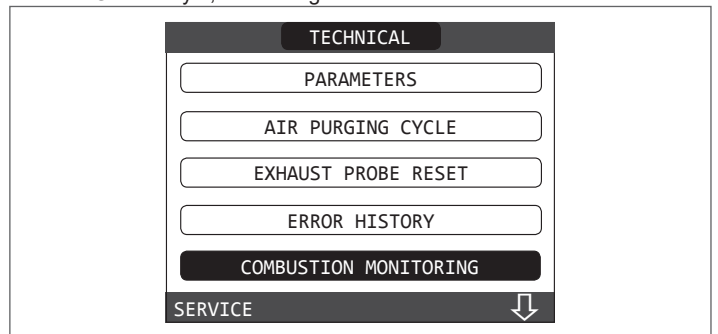 TECHNICAL
PARAMETERS
AIR PURGING CYCLE
EXHAUST PROBE RESET
ERROR HISTORY
COMBUSTION MONITORING
SERVICE